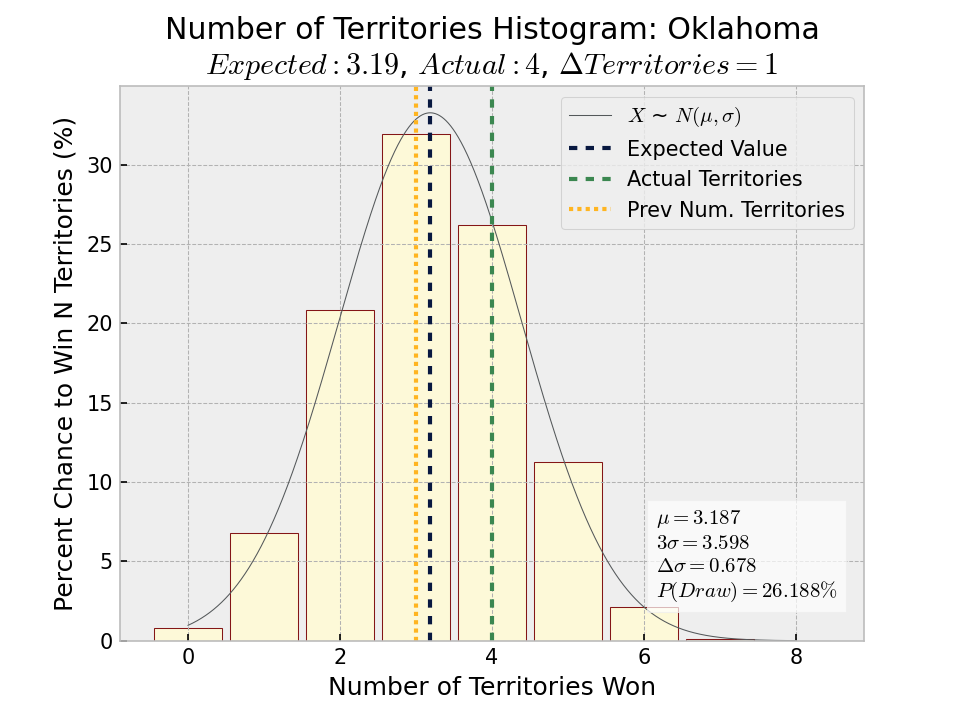 Number of Territories Histogram: Oklahoma
Expected : 3.19, Actual : 4, ΔTerritories = 1
Percent Chance to Win N Territories (%)
30
25
20
15
10
5
0
X ~ N(μ, σ)
Expected Value
Actual Territories
Prev Num. Territories
μ = 3.187
3σ = 3.598
Δσ = 0.678
P(Draw) = 26.188%
0 2 4 6 8
Number of Territories Won